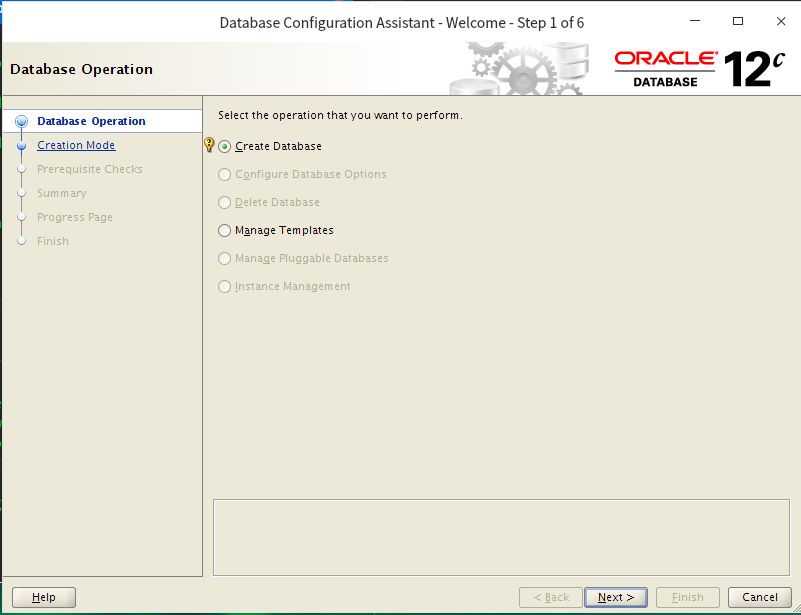 Database Configuration Assistant - Welcome - Step 1 of 6
Database Operation
ORACLE
DATABASE
12c
Database Operation
Creation Mode
Prerequisite Checks
Summary
Progress Page
Finish
Select the operation that you want to perform.
Create Database
Configure Database Options
Delete Database
Manage Templates
Manage Pluggable Databases
Instance Management
Help
< Back
Next >
Finish
Cancel